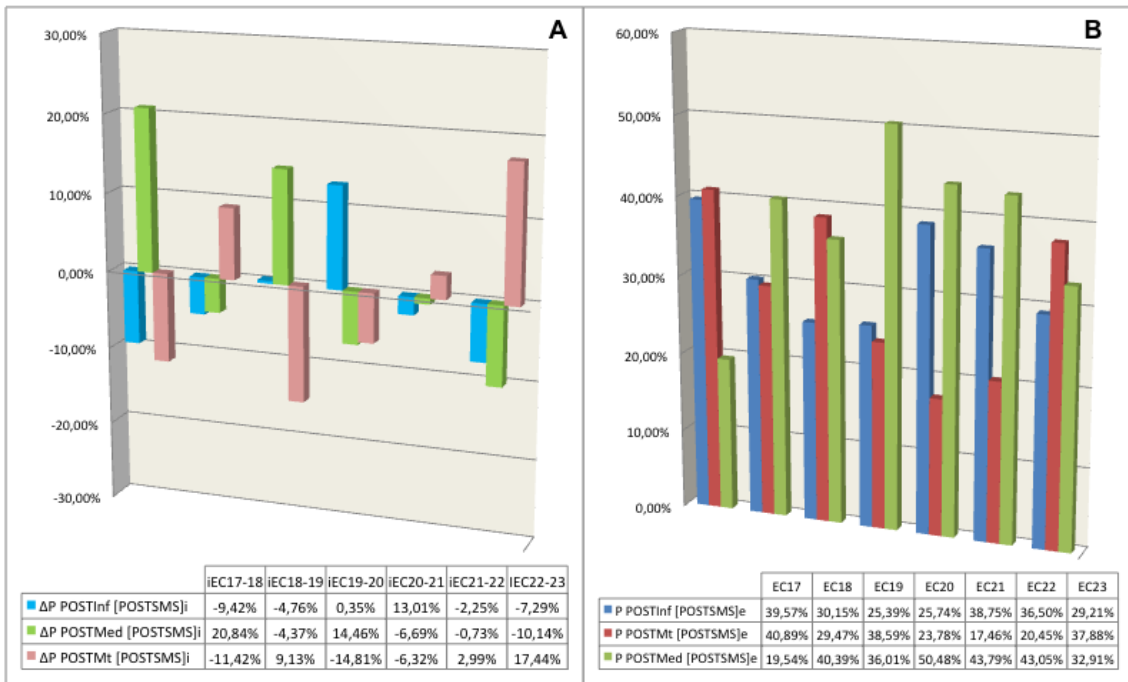 A
30,00%
20,00%
10,00%
0,00%
-10,00%
-20,00%
-30,00%
iEC17-18 iEC18-19 iEC19-20 iEC20-21 iEC21-22 IEC22-23
ΔP POSTInf [POSTSMS]i -9,42% -4,76% 0,35% 13,01% -2,25% -7,29%
ΔP POSTMed [POSTSMS]i 20,84% -4,37% 14,46% -6,69% -0,73% -10,14%
ΔP POSTMt [POSTSMS]i -11,42% 9,13% -14,81% -6,32% 2,99% 17,44%
B
60,00%
50,00%
40,00%
30,00%
20,00%
10,00%
0,00%
EC17 EC18 EC19 EC20 EC21 EC22 EC23
P POSTInf [POSTSMS]e 39,57% 30,15% 25,39% 25,74% 38,75% 36,50% 29,21%
P POSTMt [POSTSMS]e 40,89% 29,47% 38,59% 23,78% 17,46% 20,45% 37,88%
P POSTMed [POSTSMS]e 19,54% 40,39% 36,01% 50,48% 43,79% 43,05% 32,91%